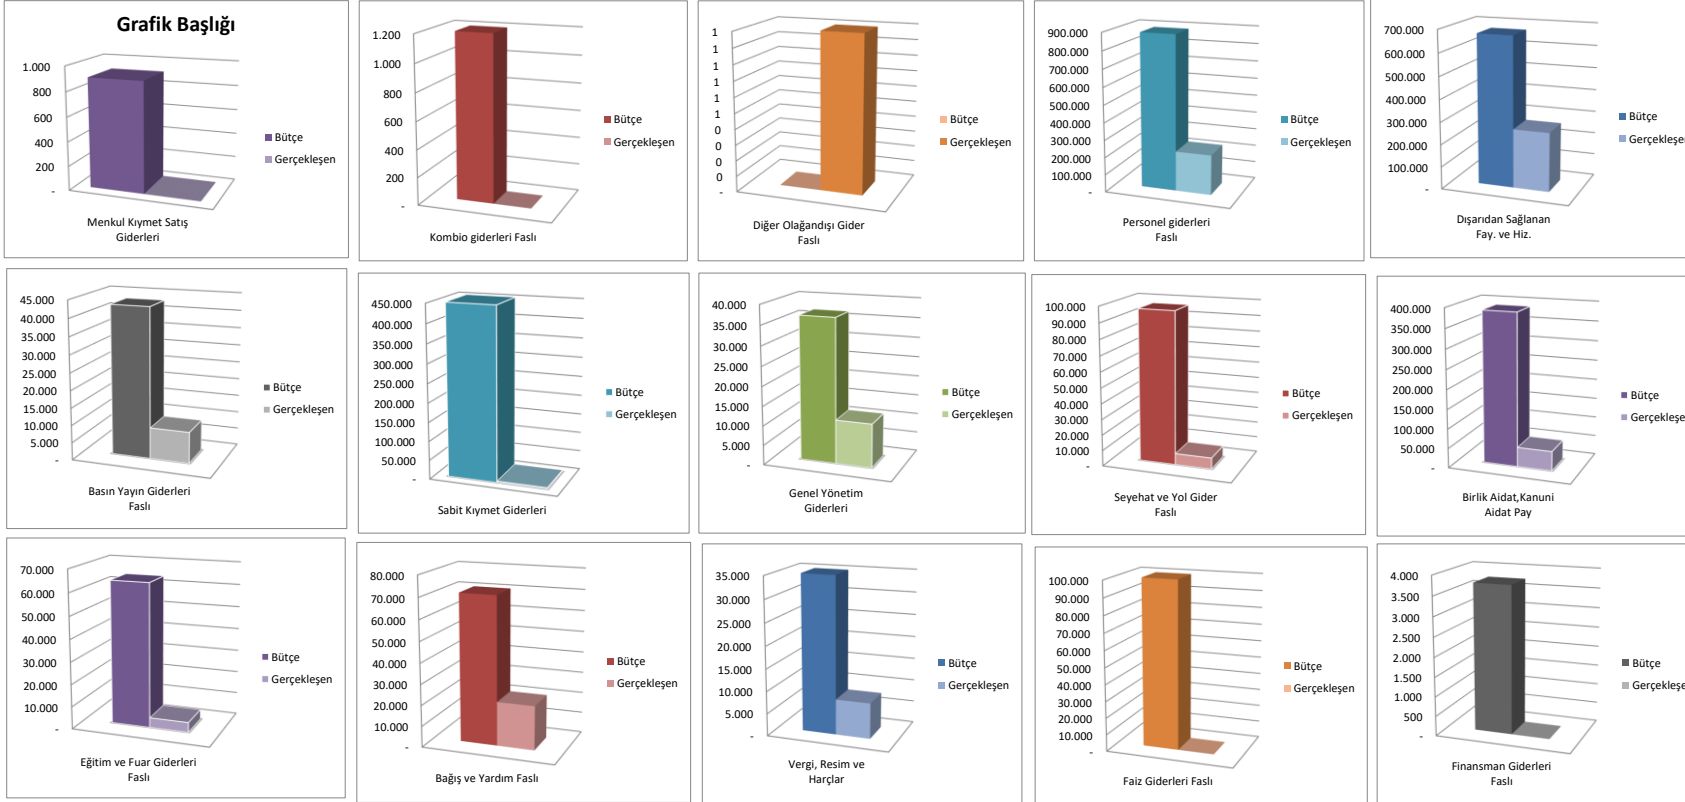 Grafik Başlığı
1.000
800
600
400
200
-
Bütçe
Gerçekleşen
Menkul Kıymet Satış
Giderleri
1.200
1.000
800
600
400
200
-
Bütçe
Gerçekleşen
Kombio giderleri Faslı
1
1
1
1
1
1
0
0
0
0
-
Bütçe
Gerçekleşen
Diğer Olağandışı Gider
Faslı
900.000
800.000
700.000
600.000
500.000
400.000
300.000
200.000
100.000
-
Bütçe
Gerçekleşen
Personel giderleri
Faslı
700.000
600.000
500.000
400.000
300.000
200.000
100.000
-
Bütçe
Gerçekleşen
Dışarıdan Sağlanan
Fay. ve Hiz.
45.000
40.000
35.000
30.000
25.000
20.000
15.000
10.000
5.000
-
Bütçe
Gerçekleşen
Basın Yayın Giderleri
Faslı
450.000
400.000
350.000
300.000
250.000
200.000
150.000
100.000
50.000
-
Bütçe
Gerçekleşen
Sabit Kıymet Giderleri
40.000
35.000
30.000
25.000
20.000
15.000
10.000
5.000
-
Bütçe
Gerçekleşen
Genel Yönetim
Giderleri
100.000
90.000
80.000
70.000
60.000
50.000
40.000
30.000
20.000
10.000
-
Bütçe
Gerçekleşen
Seyehat ve Yol Gider
Faslı
400.000
350.000
300.000
250.000
200.000
150.000
100.000
50.000
-
Bütçe
Gerçekleşen
Birlik Aidat,Kanuni
Aidat Pay
70.000
60.000
50.000
40.000
30.000
20.000
10.000
-
Bütçe
Gerçekleşen
Eğitim ve Fuar Giderleri
Faslı
80.000
70.000
60.000
50.000
40.000
30.000
20.000
10.000
-
Bütçe
Gerçekleşen
Bağış ve Yardım Faslı
35.000
30.000
25.000
20.000
15.000
10.000
5.000
-
Bütçe
Gerçekleşen
Vergi, Resim ve
Harçlar
100.000
90.000
80.000
70.000
60.000
50.000
40.000
30.000
20.000
10.000
-
Bütçe
Gerçekleşen
Faiz Giderleri Faslı
4.000
3.500
3.000
2.500
2.000
1.500
1.000
500
-
Bütçe
Gerçekleşe
Finansman Giderleri
Faslı